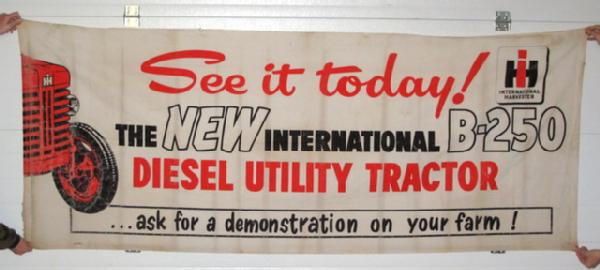 See it today!
IH
INTERNATIONAL
HARVESTER
THE NEW INTERNATIONAL B-250
DIESEL UTILITY TRACTOR
...ask for a demonstration on your farm!